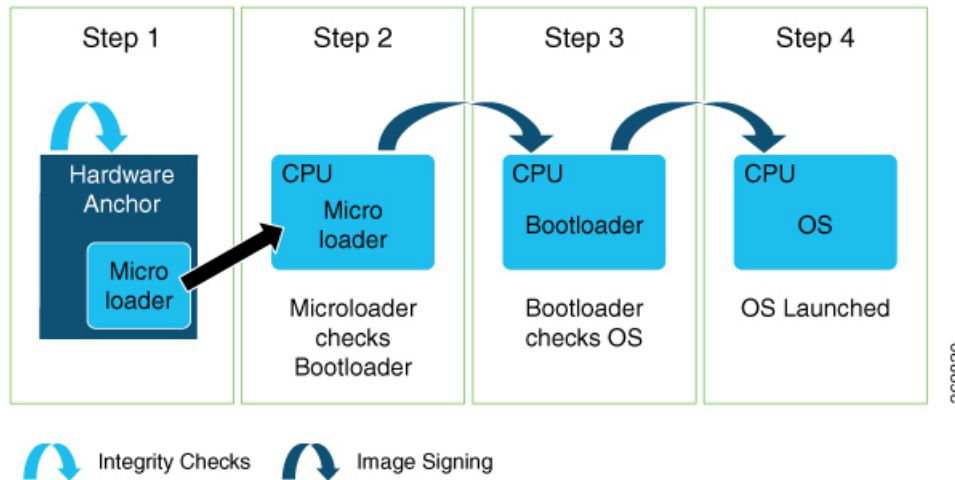 Step 1
Step 2
Step 3
Step 4
Hardware
Anchor
Micro
loader
CPU
Micro
loader
CPU
Bootloader
CPU
OS
Microloader
checks
Bootloader
Bootloader
checks OS
OS Launched
Integrity Checks
Image Signing